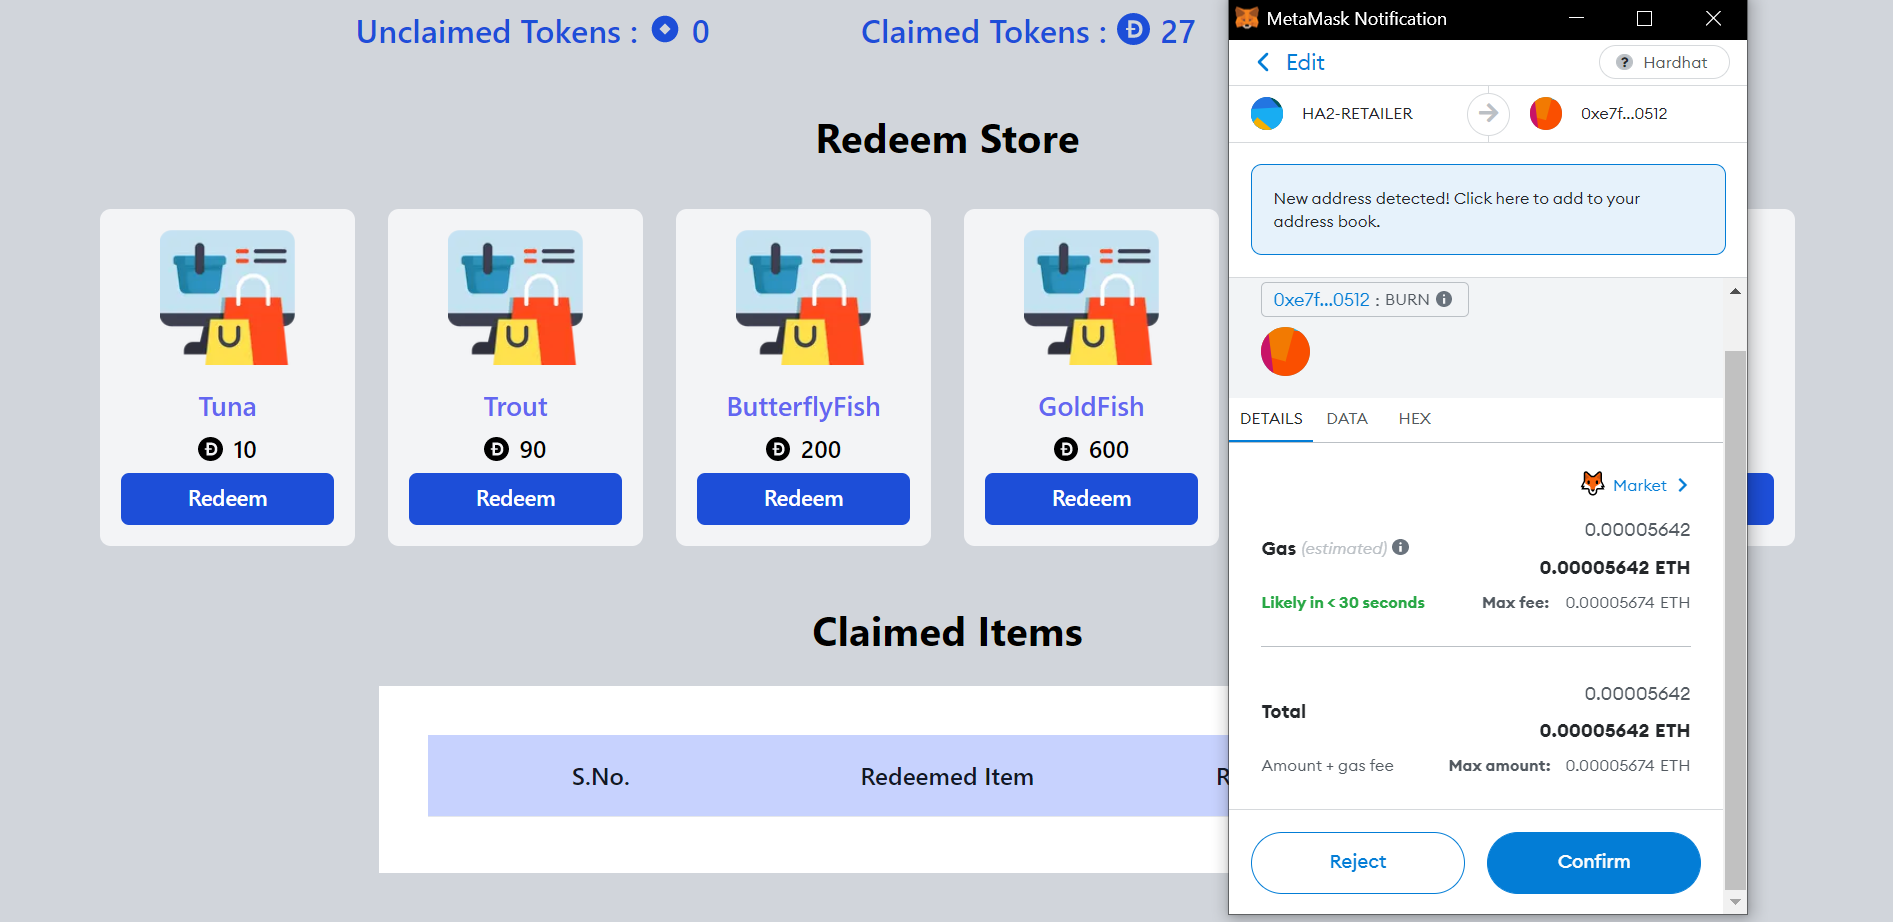 Unclaimed Tokens : 0
Claimed Tokens : Ð 27
Redeem Store
Tuna
Ð 10
Redeem
Trout
Ð 90
Redeem
ButterflyFish
Ð 200
Redeem
GoldFish
Ð 600
Redeem
Claimed Items
S.No. Redeemed Item
MetaMask Notification
Edit
? Hardhat
HA2-RETAILER
0xe7f...0512
New address detected! Click here to add to your
address book.
0xe7f...0512 : BURN
DETAILS DATA HEX
Market
0.00005642
Gas (estimated) 0.00005642 ETH
Likely in < 30 seconds Max fee: 0.00005674 ETH
0.00005642
Total 0.00005642 ETH
Amount + gas fee Max amount: 0.00005674 ETH
Reject
Confirm